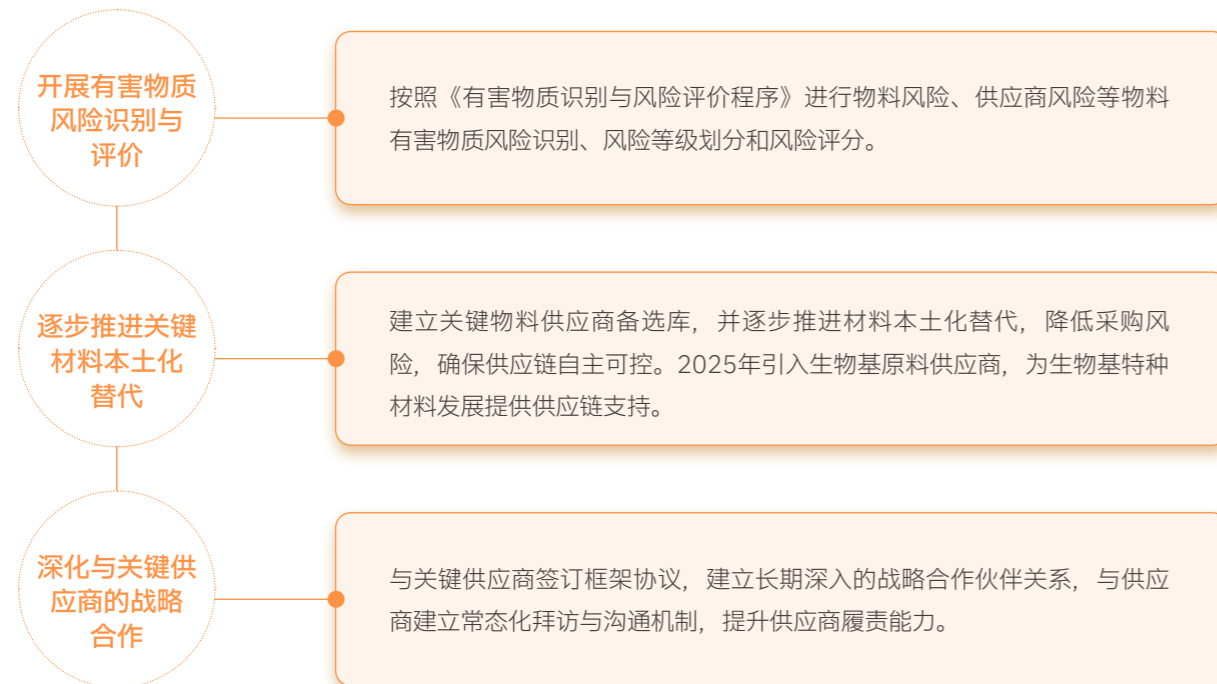 开展有害物质
风险识别与
评价
按照《有害物质识别与风险评价程序》进行物料风险、供应商风险等物料
有害物质风险识别、风险等级划分和风险评分。
逐步推进关键
材料本土化
替代
建立关键物料供应商备选库，并逐步推进材料本土化替代，降低采购风
险，确保供应链自主可控。2025年引入生物基原料供应商，为生物基特种
材料发展提供供应链支持。
深化与关键供
应商的战略
合作
与关键供应商签订框架协议，建立长期深入的战略合作伙伴关系，与供应
商建立常态化拜访与沟通机制，提升供应商履责能力。